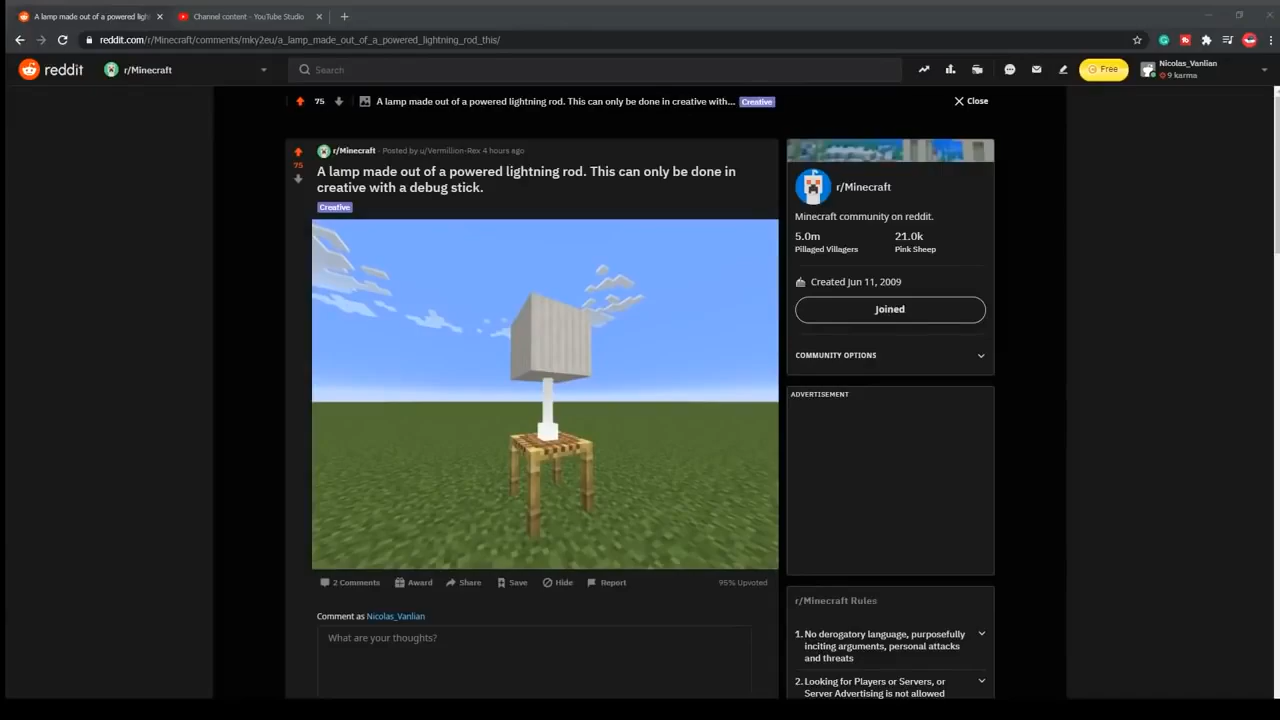 A lamp made out of a powered ligh
Channel content - YouTube Studio
reddit.com/r/Minecraft/comments/mky2eu/a_lamp_made_out_of_a_powered_lightning_rod_this/
reddit
r/Minecraft
Search
Free
Nicolas_Vanlian
9 karma
75
A lamp made out of a powered lightning rod. This can only be done in creative with...
Creative
Close
r/Minecraft · Posted by u/Vermillion-Rex 4 hours ago
75
A lamp made out of a powered lightning rod. This can only be done in
creative with a debug stick.
Creative
2 Comments
Award
Share
Save
Hide
Report
95% Upvoted
Comment as Nicolas_Vanlian
What are your thoughts?
r/Minecraft
Minecraft community on reddit.
5.0m
21.0k
Pillaged Villagers
Pink Sheep
Created Jun 11, 2009
Joined
COMMUNITY OPTIONS
ADVERTISEMENT
r/Minecraft Rules
1. No derogatory language, purposefully
inciting arguments, personal attacks
and threats
2. Looking for Players or Servers, or
Server Advertising is not allowed